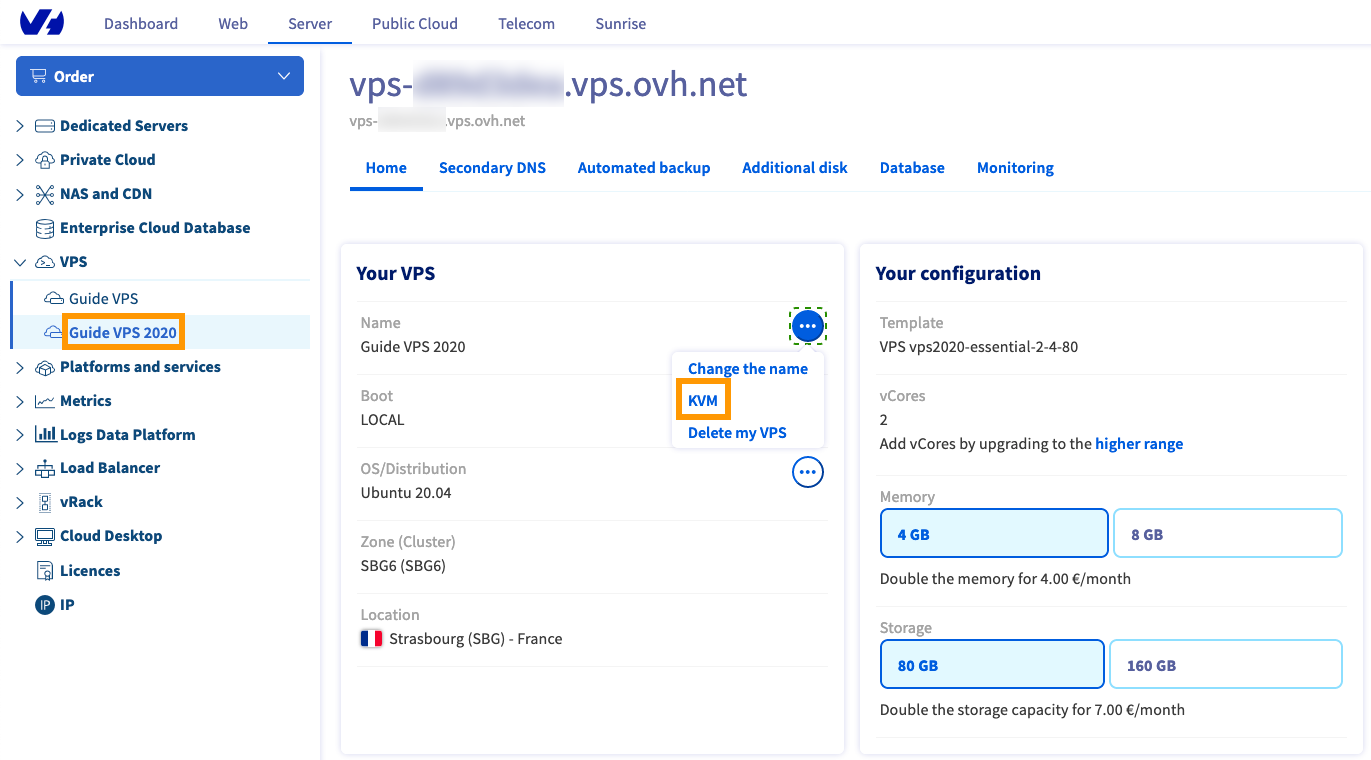 Dashboard Web Server Public Cloud Telecom Sunrise
Order
Dedicated Servers
Private Cloud
NAS and CDN
Enterprise Cloud Database
VPS
Guide VPS
Guide VPS 2020
Platforms and services
Metrics
Logs Data Platform
Load Balancer
vRack
Cloud Desktop
Licences
IP IP
vps- .vps.ovh.net
vps- .vps.ovh.net
Home Secondary DNS Automated backup Additional disk Database Monitoring
Your VPS
Name
Guide VPS 2020
Change the name
KVM
Delete my VPS
Boot
LOCAL
OS/Distribution
Ubuntu 20.04
Zone (Cluster)
SBG6 (SBG6)
Location
Strasbourg (SBG) - France
Your configuration
Template
VPS vps2020-essential-2-4-80
vCores
2
Add vCores by upgrading to the higher range
Memory
4 GB 8 GB
Double the memory for 4.00 €/month
Storage
80 GB 160 GB
Double the storage capacity for 7.00 €/month